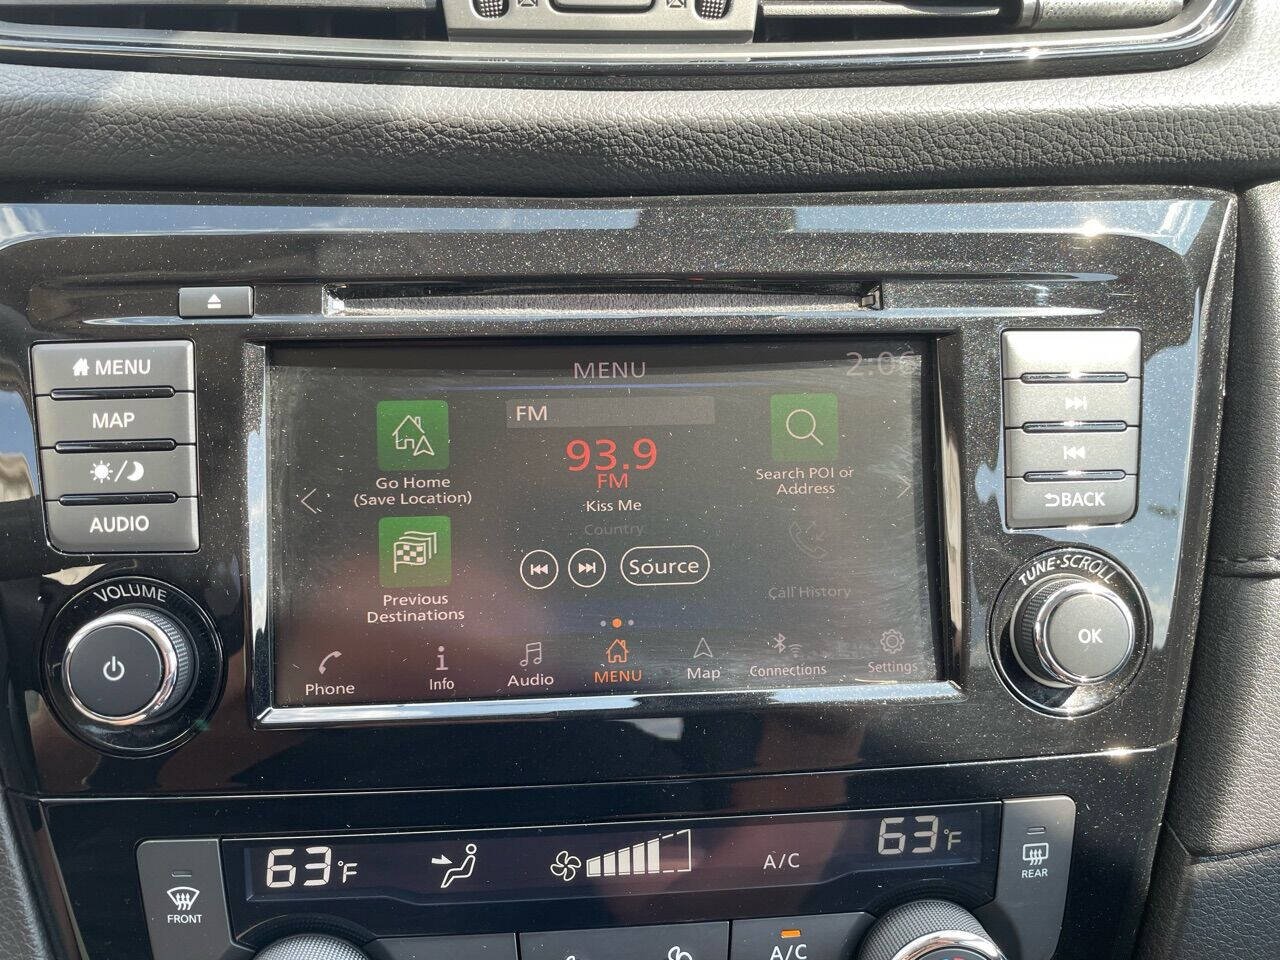 MENU
MAP
AUDIO
VOLUME
MENU
2:06
Go Home
(Save Location)
FM
93.9
FM
Kiss Me
Country
Source
Search POI or
Address
Previous
Destinations
Call History
Phone
Info
Audio
MENU
Map
Connections
Settings
BACK
TUNE·SCROLL
OK
FRONT
63°F
A/C
63°F
REAR
A/C